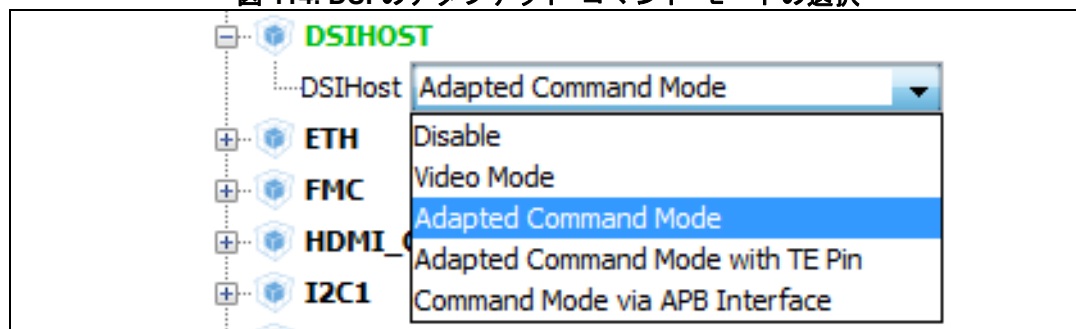 DSIHOST
DSIHost Adapted Command Mode
Disable
ETH
Video Mode
FMC
Adapted Command Mode
HDMI_
Adapted Command Mode with TE Pin
I2C1
Command Mode via APB Interface